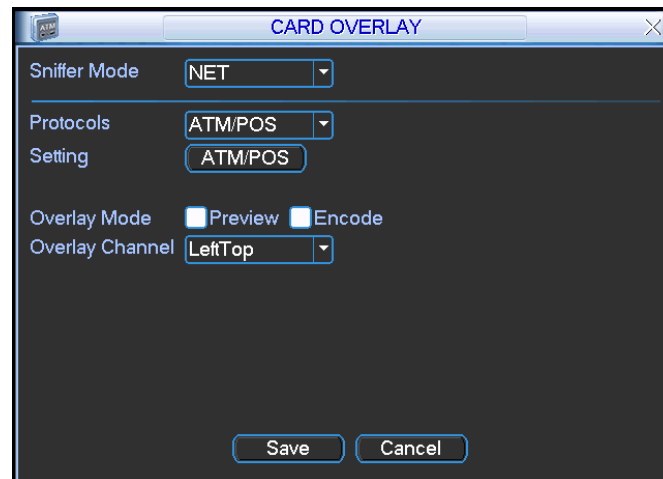 ATM
CARD OVERLAY
Sniffer Mode NET
Protocols ATM/POS
Setting ATM/POS
Overlay Mode Preview Encode
Overlay Channel LeftTop
Save Cancel